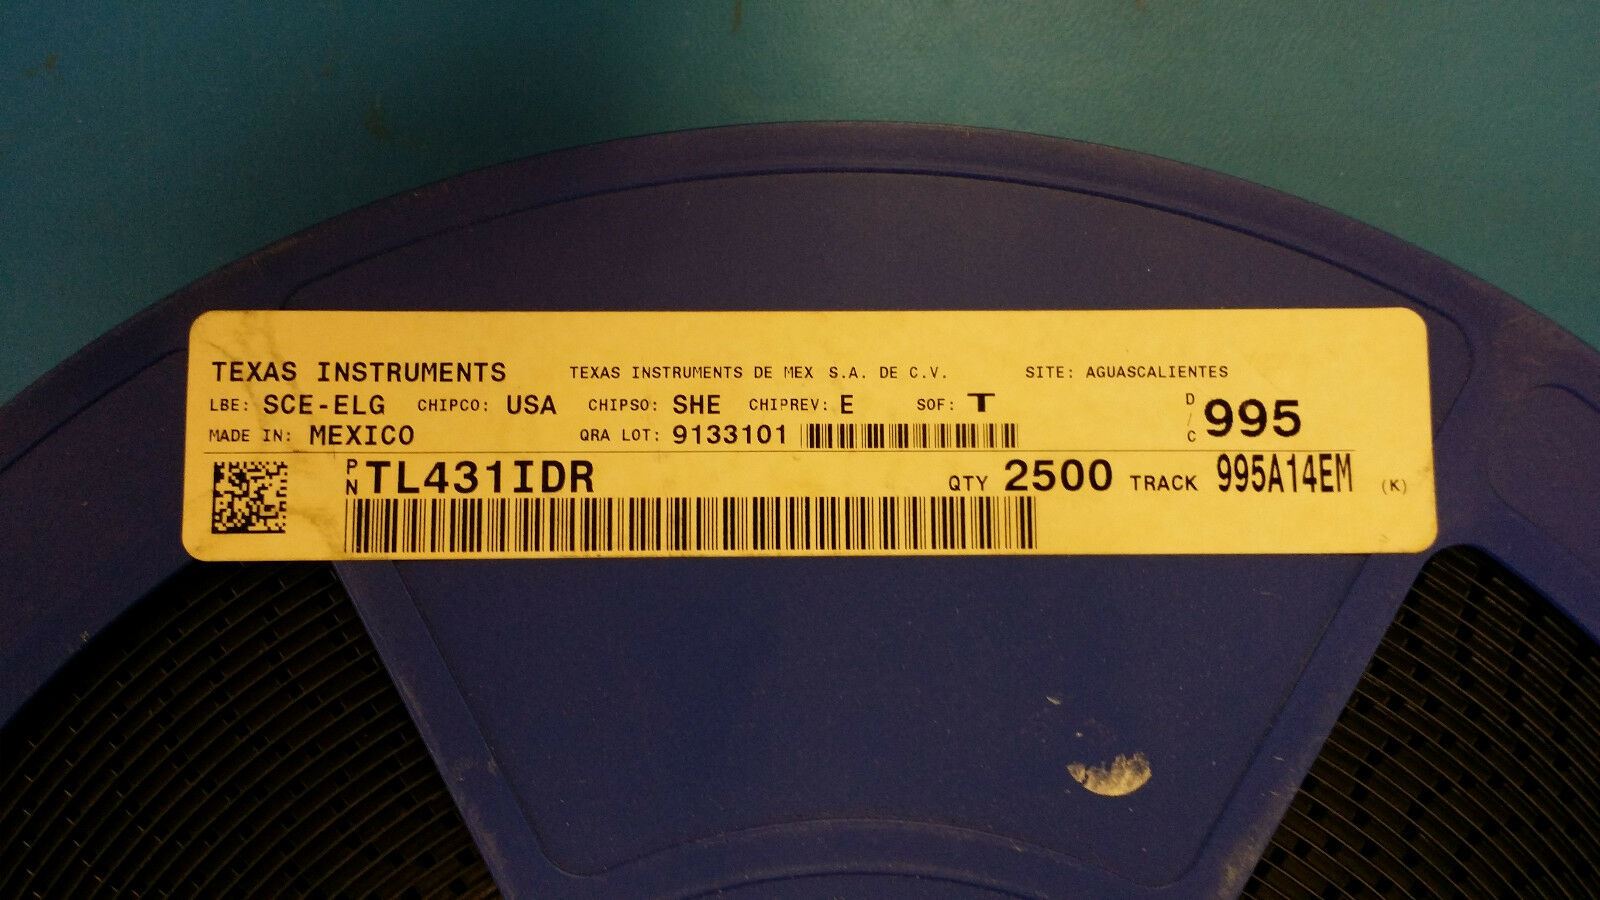 TEXAS INSTRUMENTS TEXAS INSTRUMENTS DE MEX S.A. DE C.V. SITE: AGUASCALIENTES
LBE: SCE-ELG CHIPCO: USA CHIPSO: SHE CHIPREV: E SOF: T D/C 995
MADE IN: MEXICO QRA LOT: 9133101
PN TL431IDR QTY 2500 TRACK 995A14EM (K)